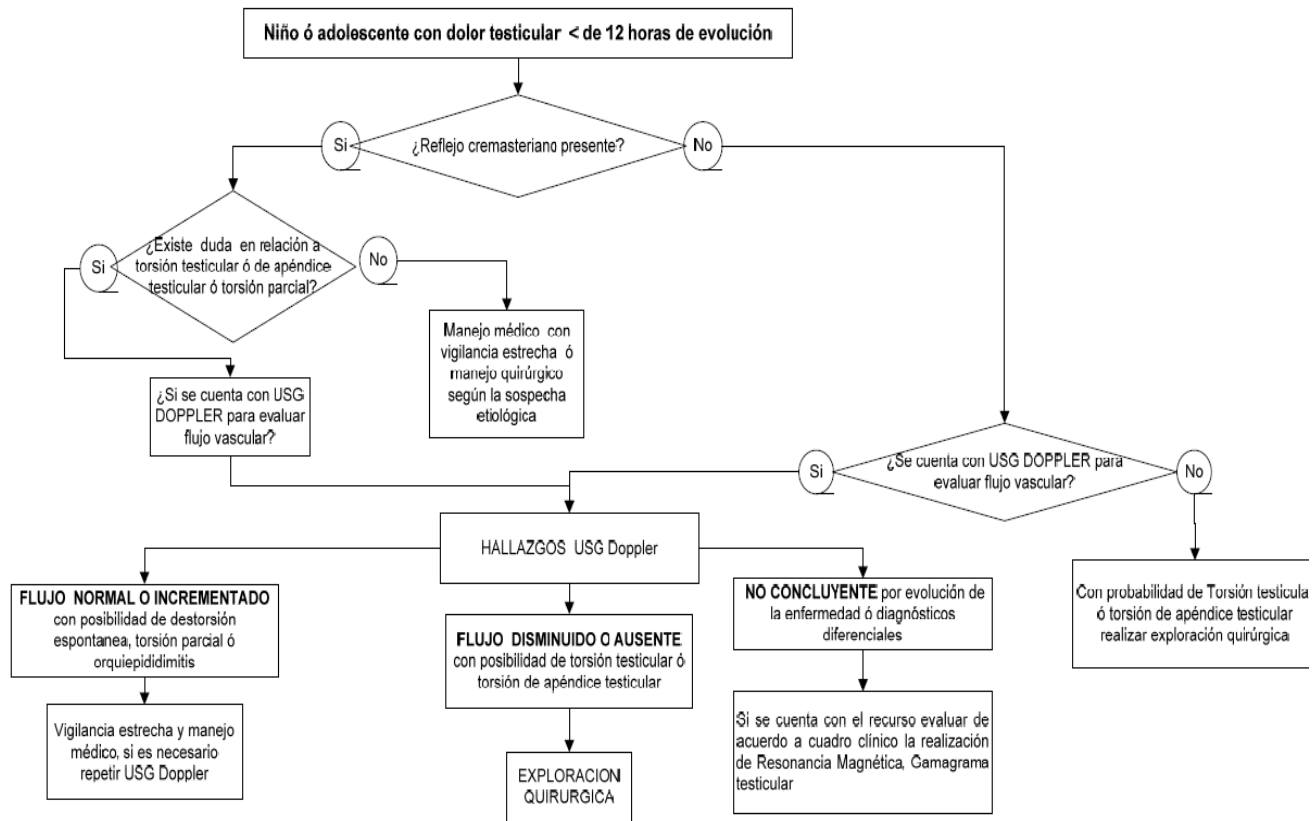 Niño ó adolescente con dolor testicular < de 12 horas de evolución
Si
¿Reflejo cremasteriano presente?
No
¿Existe duda en relación a
torsión testicular ó de apéndice
testicular ó torsión parcial?
Si
No
Manejo médico con
vigilancia estrecha ó
manejo quirúrgico
según la sospecha
etiológica
¿Si se cuenta con USG
DOPPLER para evaluar
flujo vascular?
Si
¿Se cuenta con USG DOPPLER para
evaluar flujo vascular?
No
HALLAZGOS USG Doppler
FLUJO NORMAL O INCREMENTADO
con posibilidad de destorsión
espontanea, torsión parcial ó
orquiepididimitis
FLUJO DISMINUIDO O AUSENTE
con posibilidad de torsión testicular ó
torsión de apéndice testicular
NO CONCLUYENTE por evolución de
la enfermedad ó diagnósticos
diferenciales
Con probabilidad de Torsión testicular
ó torsión de apéndice testicular
realizar exploración quirúrgica
Vigilancia estrecha y manejo
médico, si es necesario
repetir USG Doppler
EXPLORACION
QUIRURGICA
Si se cuenta con el recurso evaluar de
acuerdo a cuadro clínico la realización
de Resonancia Magnética, Gamagrama
testicular